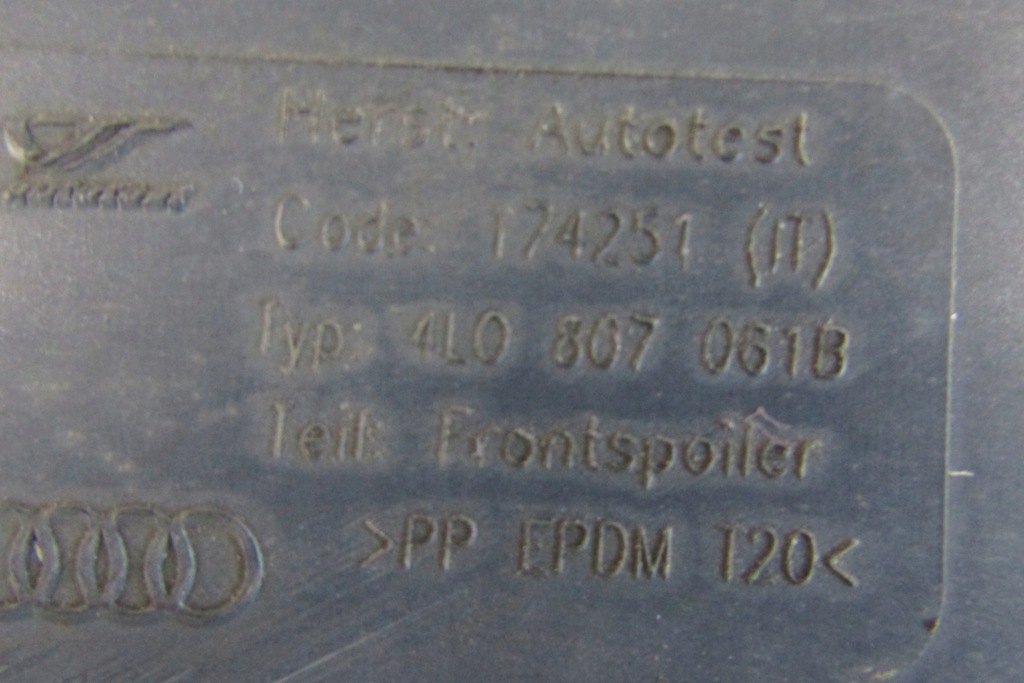 Herst.: Autotest
Code: 174251 (IT)
Typ: 4L0 807 061B
Teil: Frontspoiler
>PP EPDM T20<